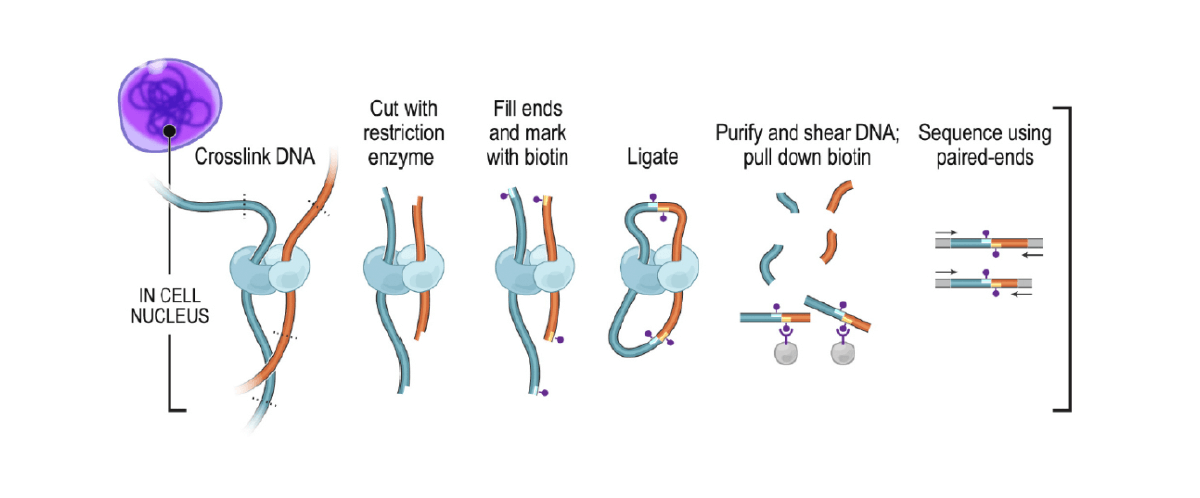 Crosslink DNA
Cut with
restriction
enzyme
Fill ends
and mark
with biotin
Ligate
Purify and shear DNA;
pull down biotin
Sequence using
paired-ends
IN CELL
NUCLEUS